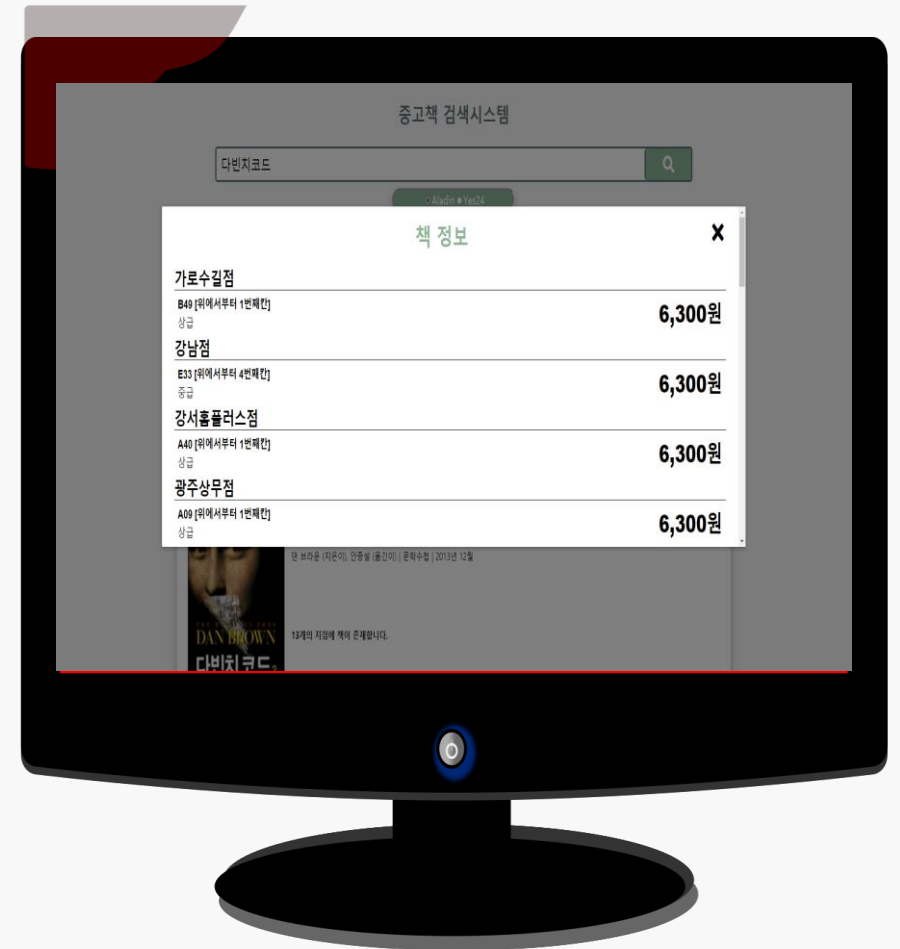 중고책 검색시스템
다빈치코드
Aladin Yes24
책 정보
가로수길점
B49 [위에서부터 1번째칸]
상급
6,300원
강남점
E33 [위에서부터 4번째칸]
중급
6,300원
강서홈플러스점
A40 [위에서부터 1번째칸]
상급
6,300원
광주상무점
A09 [위에서부터 1번째칸]
상급
6,300원
댄 브라운 (지은이), 안종설 (옮긴이) | 문학수첩 | 2013년 12월
DAN BROWN
13개의 지점에 책이 존재합니다.
다빈치 코드